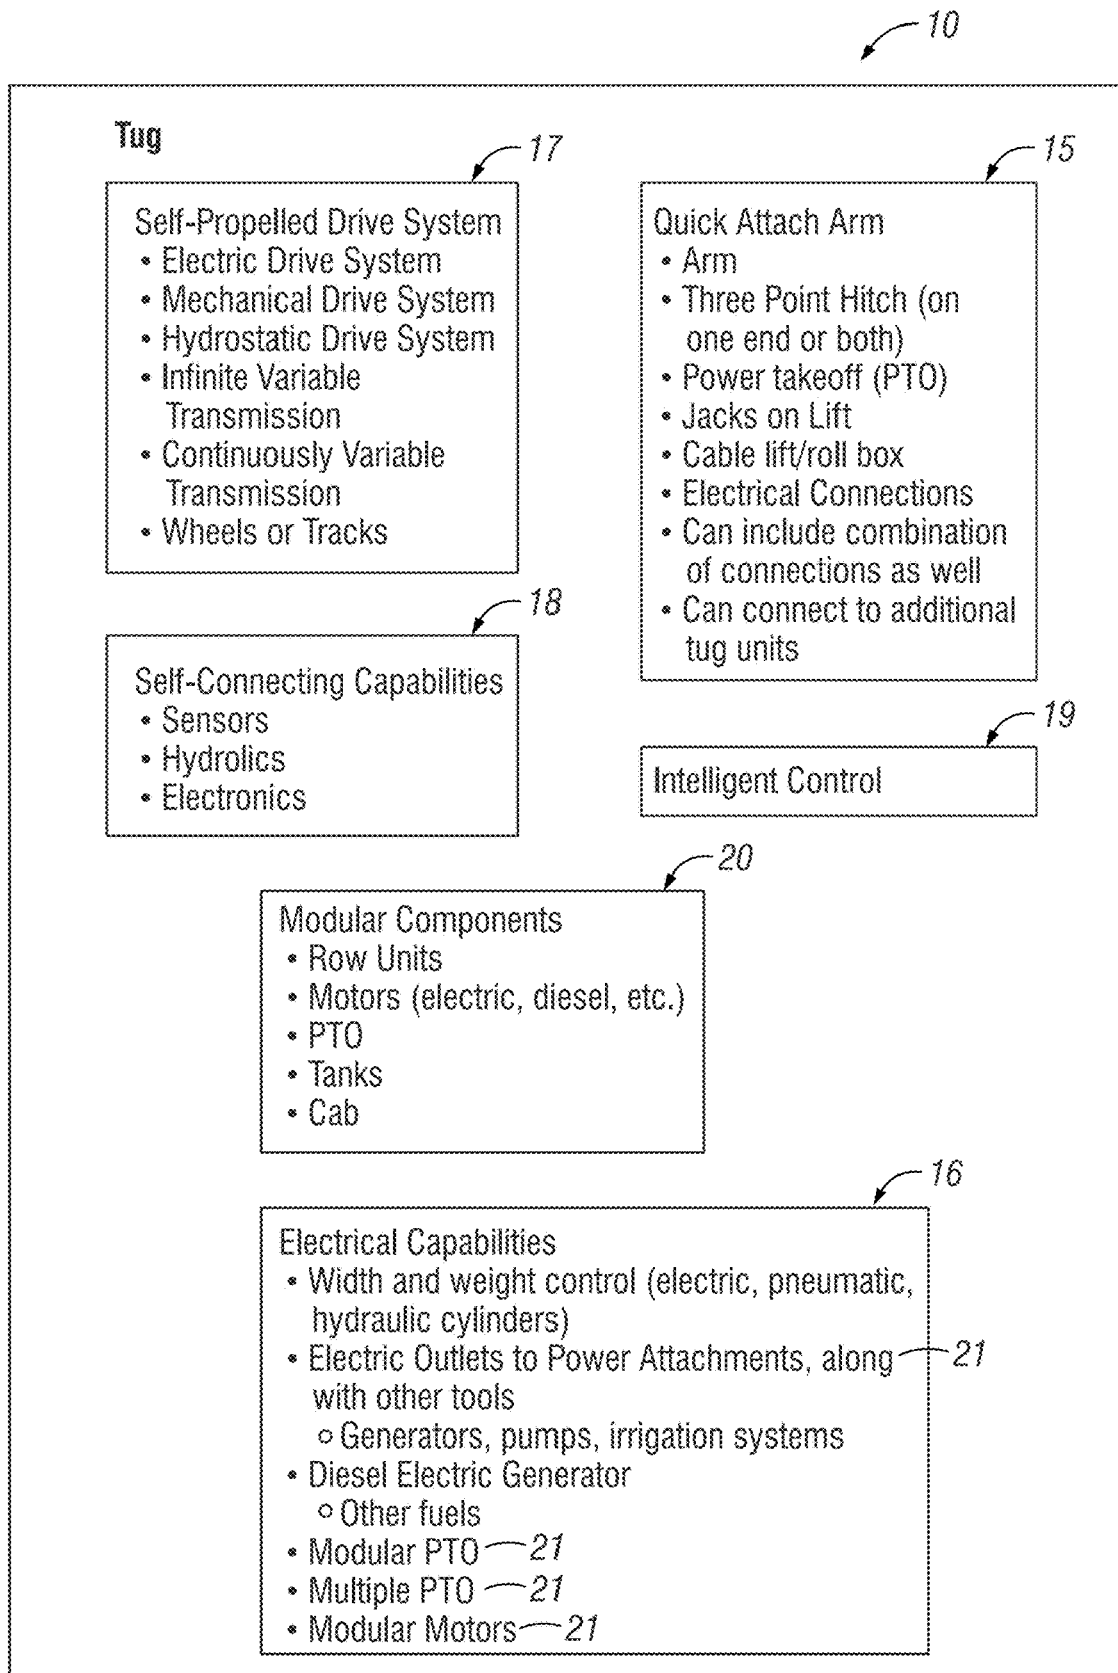 10
Tug
17
Self-Propelled Drive System
• Electric Drive System
• Mechanical Drive System
• Hydrostatic Drive System
• Infinite Variable
Transmission
• Continuously Variable
Transmission
• Wheels or Tracks
15
Quick Attach Arm
• Arm
• Three Point Hitch (on
one end or both)
• Power takeoff (PTO)
• Jacks on Lift
• Cable lift/roll box
• Electrical Connections
• Can include combination
of connections as well
• Can connect to additional
tug units
18
Self-Connecting Capabilities
• Sensors
• Hydrolics
• Electronics
19
Intelligent Control
20
Modular Components
• Row Units
• Motors (electric, diesel, etc.)
• PTO
• Tanks
• Cab
16
Electrical Capabilities
• Width and weight control (electric, pneumatic,
hydraulic cylinders)
• Electric Outlets to Power Attachments, along 21
with other tools
○ Generators, pumps, irrigation systems
• Diesel Electric Generator
○ Other fuels
• Modular PTO 21
• Multiple PTO 21
• Modular Motors 21